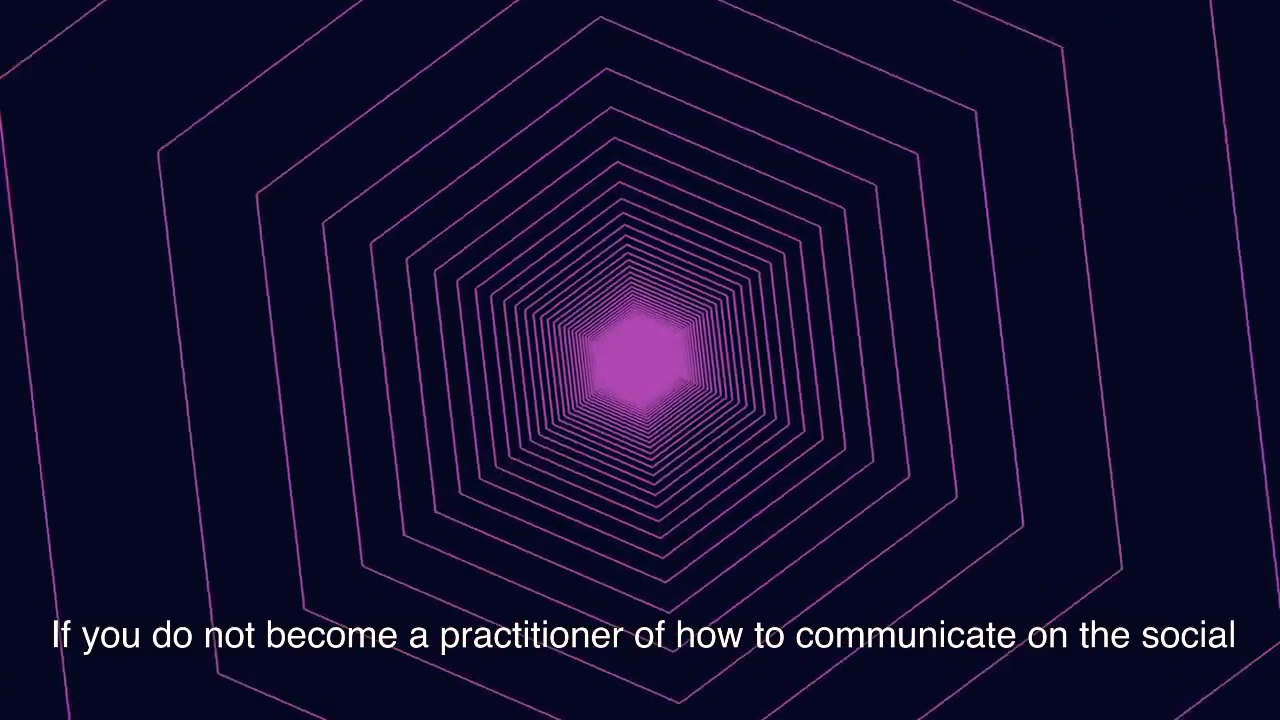 If you do not become a practitioner of how to communicate on the social